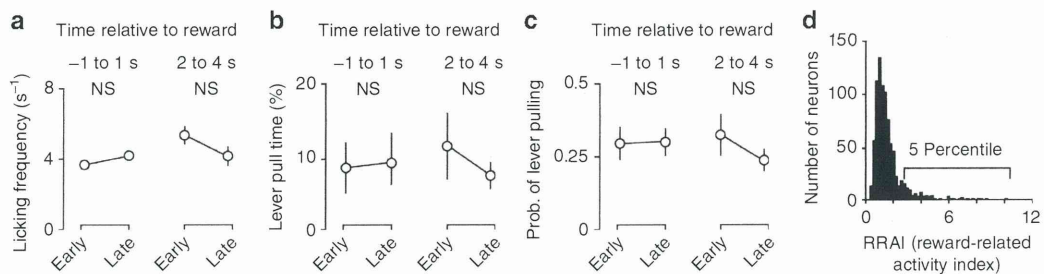 a
Time relative to reward
−1 to 1 s
2 to 4 s
NS
NS
Licking frequency (s⁻¹)
8
4
0
Early
Late
Early
Late
b
Time relative to reward
−1 to 1 s
2 to 4 s
NS
NS
Lever pull time (%)
20
10
0
Early
Late
Early
Late
c
Time relative to reward
−1 to 1 s
2 to 4 s
NS
NS
Prob. of lever pulling
0.5
0.25
0
Early
Late
Early
Late
d
Number of neurons
150
100
50
0
5 Percentile
0
6
12
RRAI (reward-related
activity index)